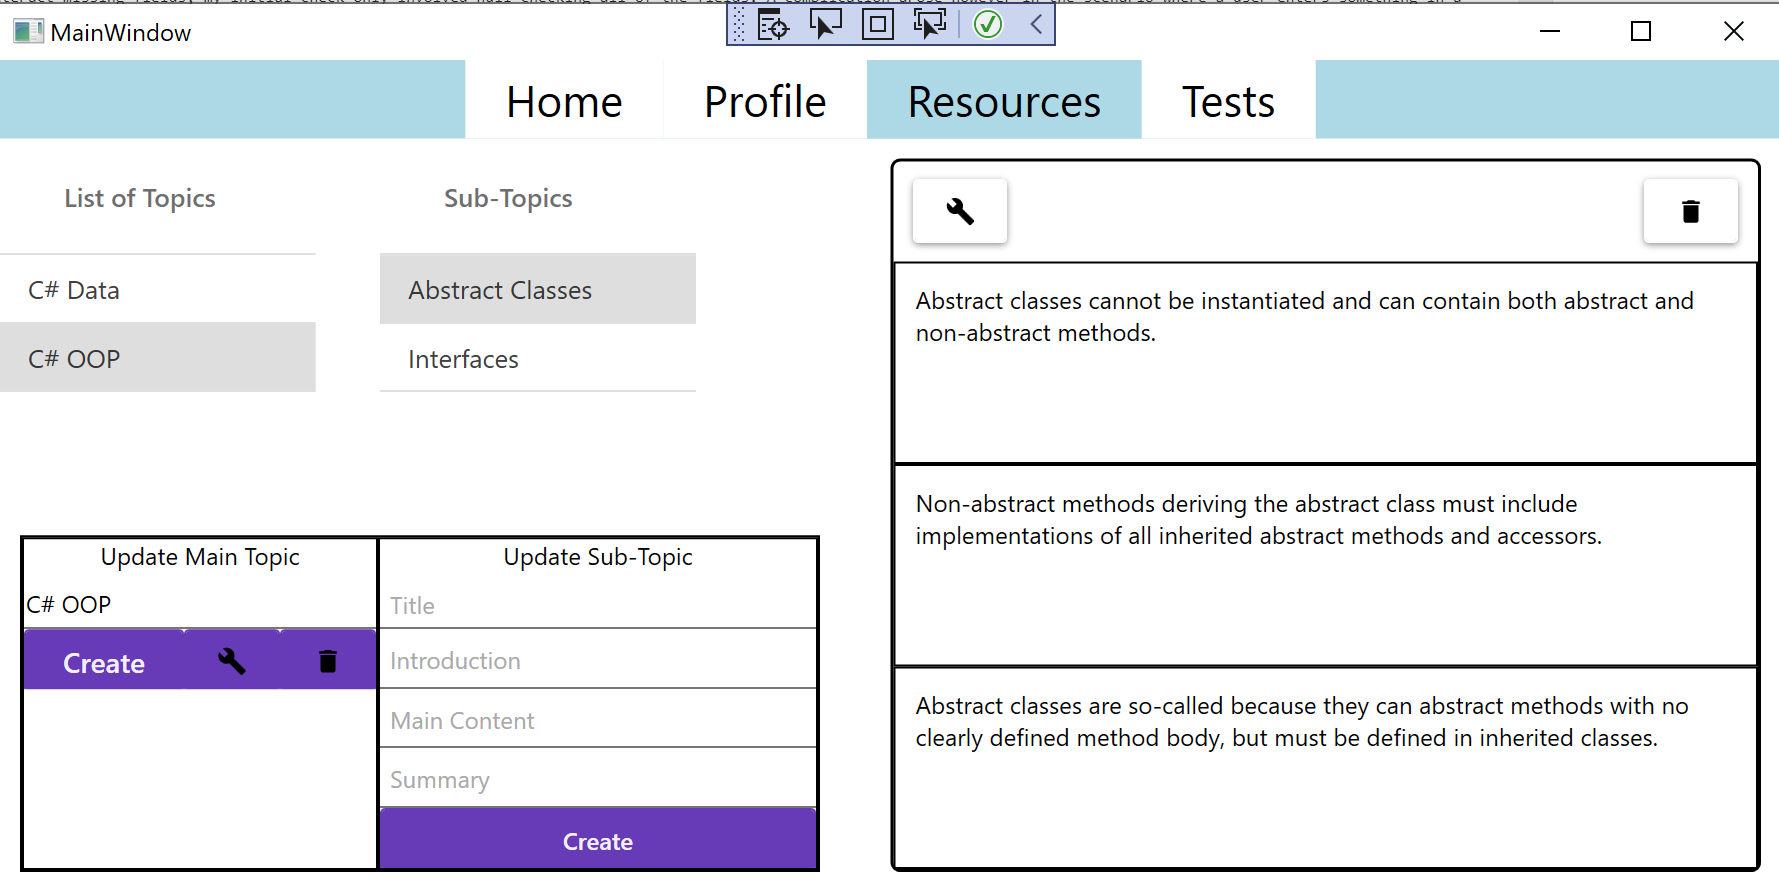 MainWindow
Home
Profile
Resources
Tests
List of Topics
Sub-Topics
C# Data
Abstract Classes
C# OOP
Interfaces
Update Main Topic
C# OOP
Create
Update Sub-Topic
Title
Introduction
Main Content
Summary
Create
Abstract classes cannot be instantiated and can contain both abstract and
non-abstract methods.
Non-abstract methods deriving the abstract class must include
implementations of all inherited abstract methods and accessors.
Abstract classes are so-called because they can abstract methods with no
clearly defined method body, but must be defined in inherited classes.